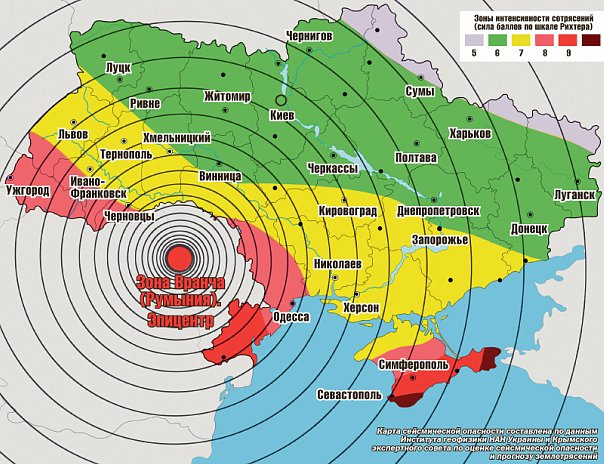 Зоны интенсивности сотрясений
(сила баллов по шкале Рихтера)
5 6 7 8 9
Чернигов
Луцк
Ривне
Житомир
Киев
Сумы
Харьков
Львов
Хмельницкий
Тернополь
Винница
Черкассы
Полтава
Ужгород
Ивано-
Франковск
Черновцы
Кировоград
Днепропетровск
Луганск
Донецк
Запорожье
Николаев
Херсон
Одесса
Зона Вранча
(Румыния).
Эпицентр
Симферополь
Севастополь
Карта сейсмической опасности составлена по данным
Института геофизики НАН Украины и Крымского
экспертного совета по оценке сейсмической опасности
и прогнозу землетрясений